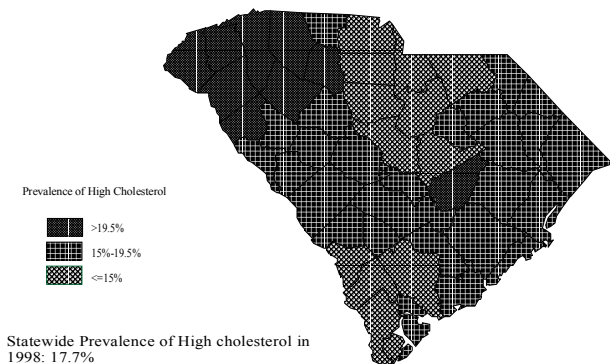 Prevalence of High Cholesterol
>19.5%
15%-19.5%
<=15%
Statewide Prevalence of High cholesterol in
1998: 17.7%